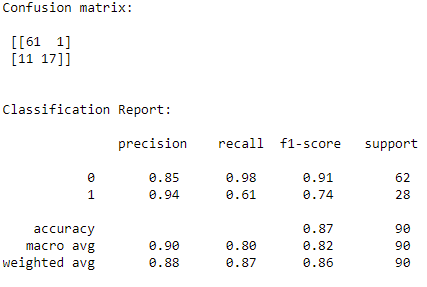 Confusion matrix:
[[61  1]
 [11 17]]
Classification Report:
precision    recall  f1-score   support
0       0.85      0.98      0.91        62
1       0.94      0.61      0.74        28
accuracy                           0.87        90
macro avg       0.90      0.80      0.82        90
weighted avg       0.88      0.87      0.86        90